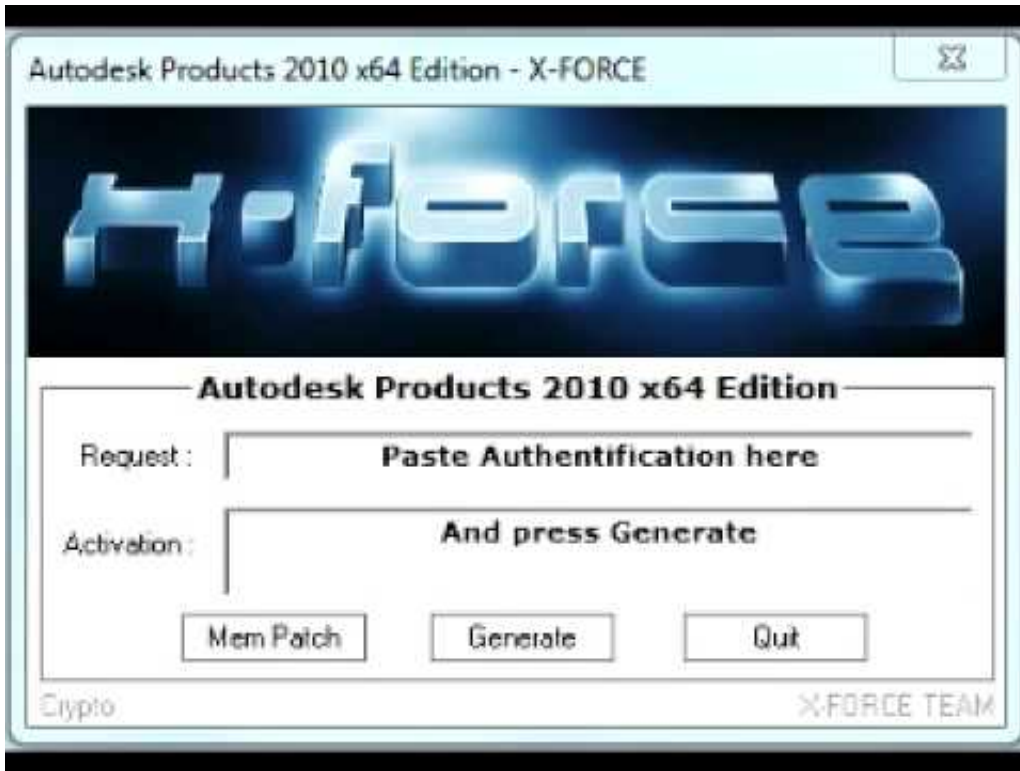 Autodesk Products 2010 x64 Edition - X-FORCE
X-force
Autodesk Products 2010 x64 Edition
Request :
Paste Authentification here
Activation :
And press Generate
Mem Patch
Generate
Quit
Crypto
X-FORCE TEAM